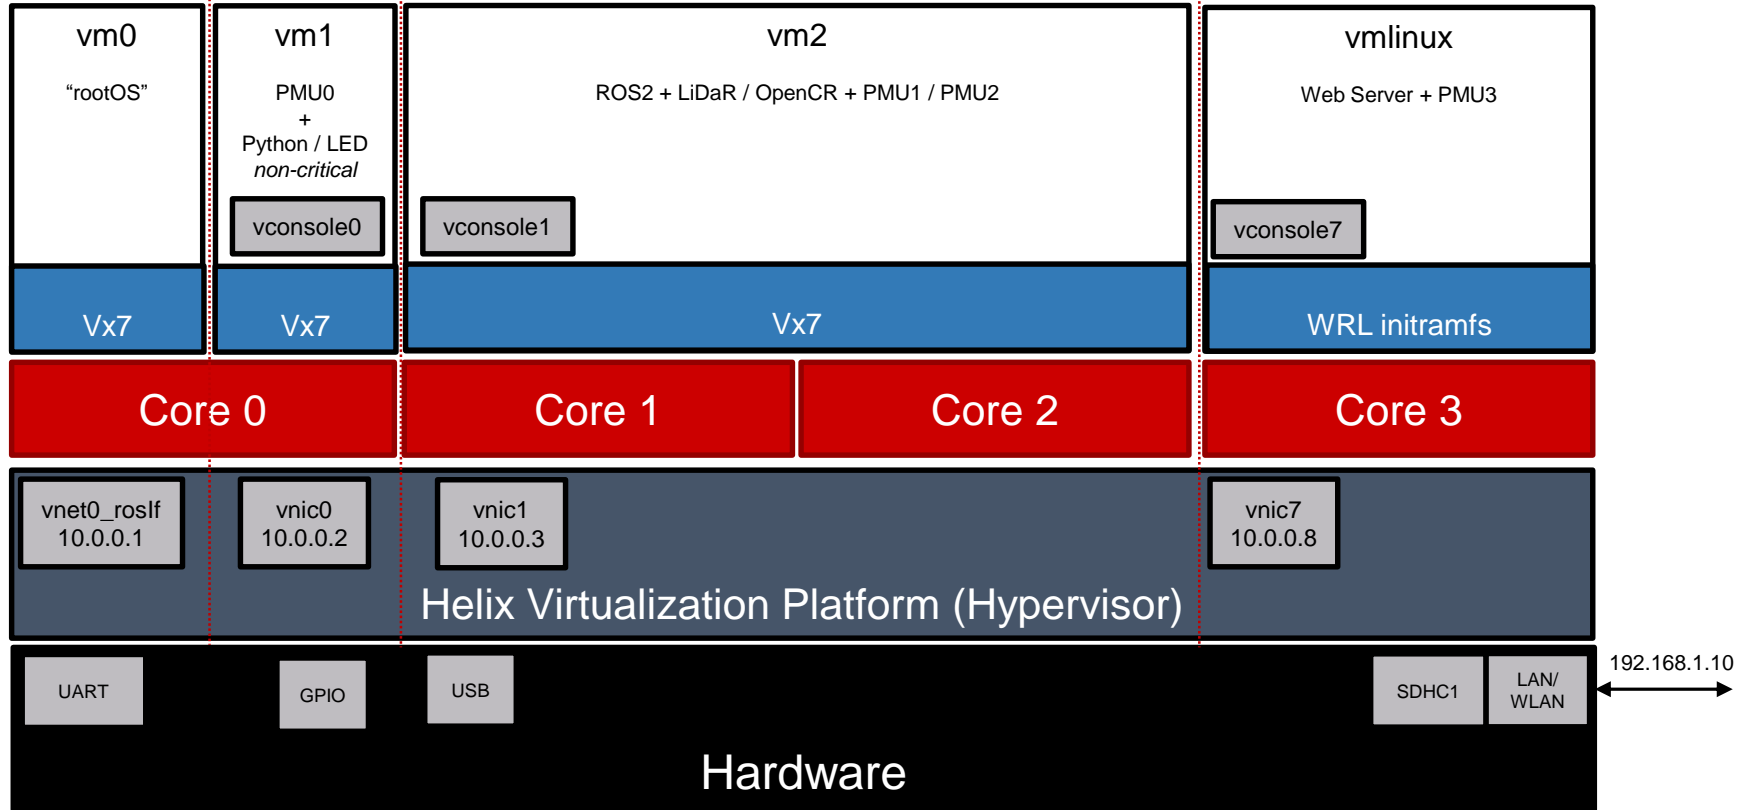 vm0
“rootOS”
vm1
PMU0
+
Python / LED
non-critical
vconsole0
vm2
ROS2 + LiDaR / OpenCR + PMU1 / PMU2
vconsole1
vmlinux
Web Server + PMU3
vconsole7
Vx7
Vx7
Vx7
WRL initramfs
Core 0
Core 1
Core 2
Core 3
vnet0_rosIf
10.0.0.1
vnic0
10.0.0.2
vnic1
10.0.0.3
vnic7
10.0.0.8
Helix Virtualization Platform (Hypervisor)
UART
GPIO
USB
SDHC1
LAN/
WLAN
192.168.1.10
Hardware